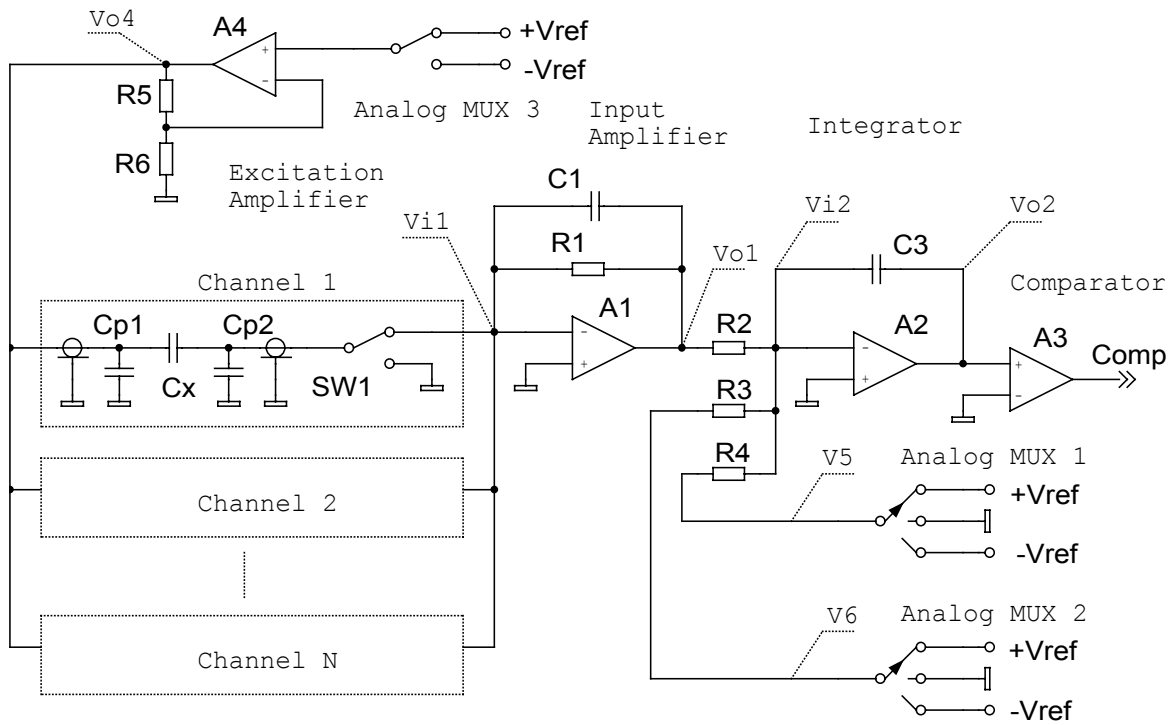 Vo4
A4
+
-
+Vref
-Vref
R5
R6
Analog MUX 3
Input
Amplifier
Integrator
Excitation
Amplifier
C1
Vi1
R1
Vo1
Vi2
C3
Vo2
Channel 1
Comparator
Cp1
Cp2
Cx
SW1
A1
-
+
R2
A2
-
+
A3
+
-
Comp
R3
R4
V5
Analog MUX 1
+Vref
-Vref
Channel 2
V6
Analog MUX 2
+Vref
-Vref
Channel N